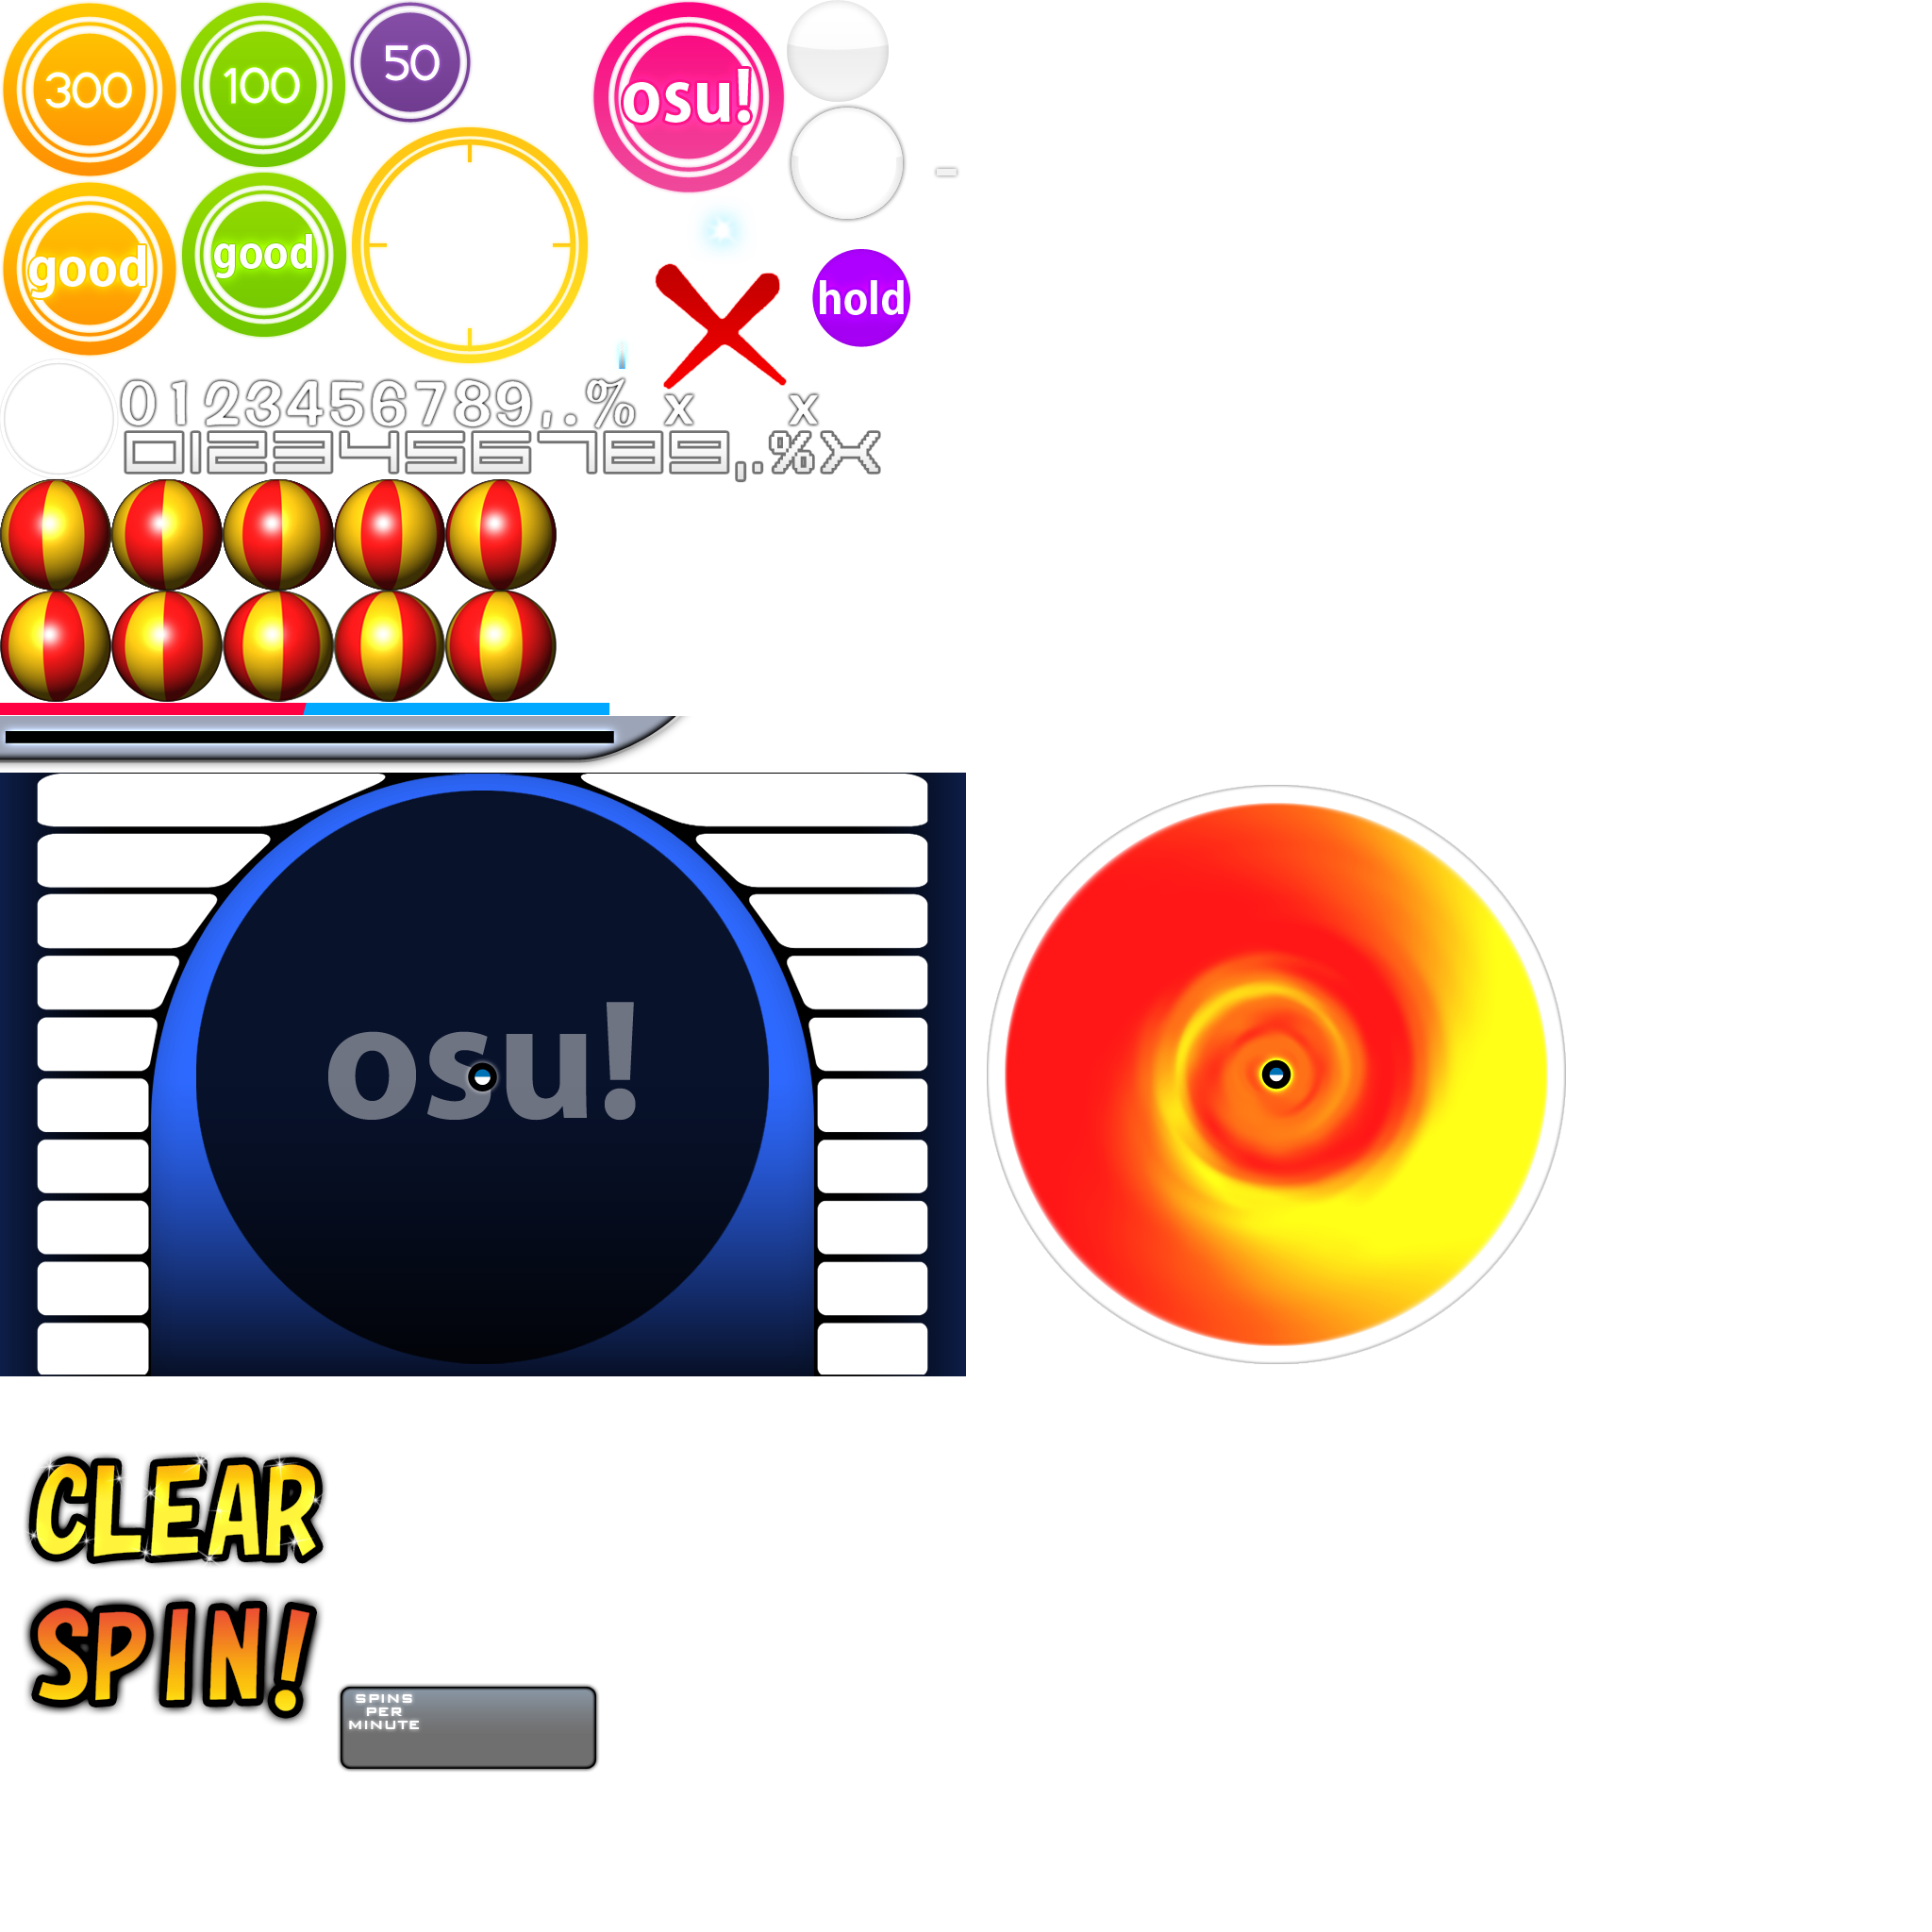 300
100
50
osu!
good
good
hold
0123456789,.% x x
0123456789,.%X
osu!
CLEAR
SPIN!
SPINS
PER
MINUTE